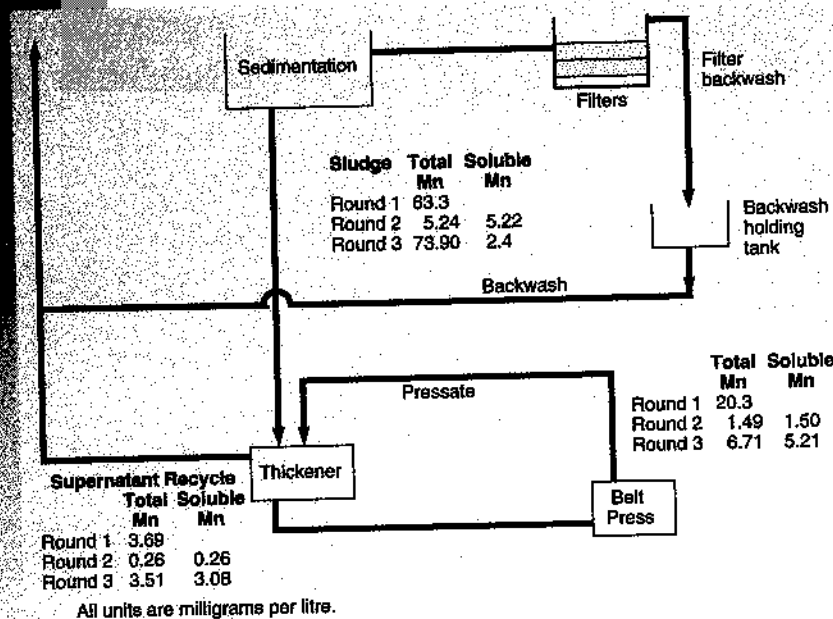 Sedimentation
Filters
Filter
backwash
Sludge Total Soluble
Mn Mn
Round 1 63.3
Round 2 5.24 5.22
Round 3 73.90 2.4
Backwash
holding
tank
Backwash
Pressate
Total Soluble
Mn Mn
Round 1 20.3
Round 2 1.49 1.50
Round 3 6.71 5.21
Thickener
Belt
Press
Supernatant Recycle
Total Soluble
Mn Mn
Round 1 3.69
Round 2 0.26 0.26
Round 3 3.51 3.08
All units are milligrams per litre.